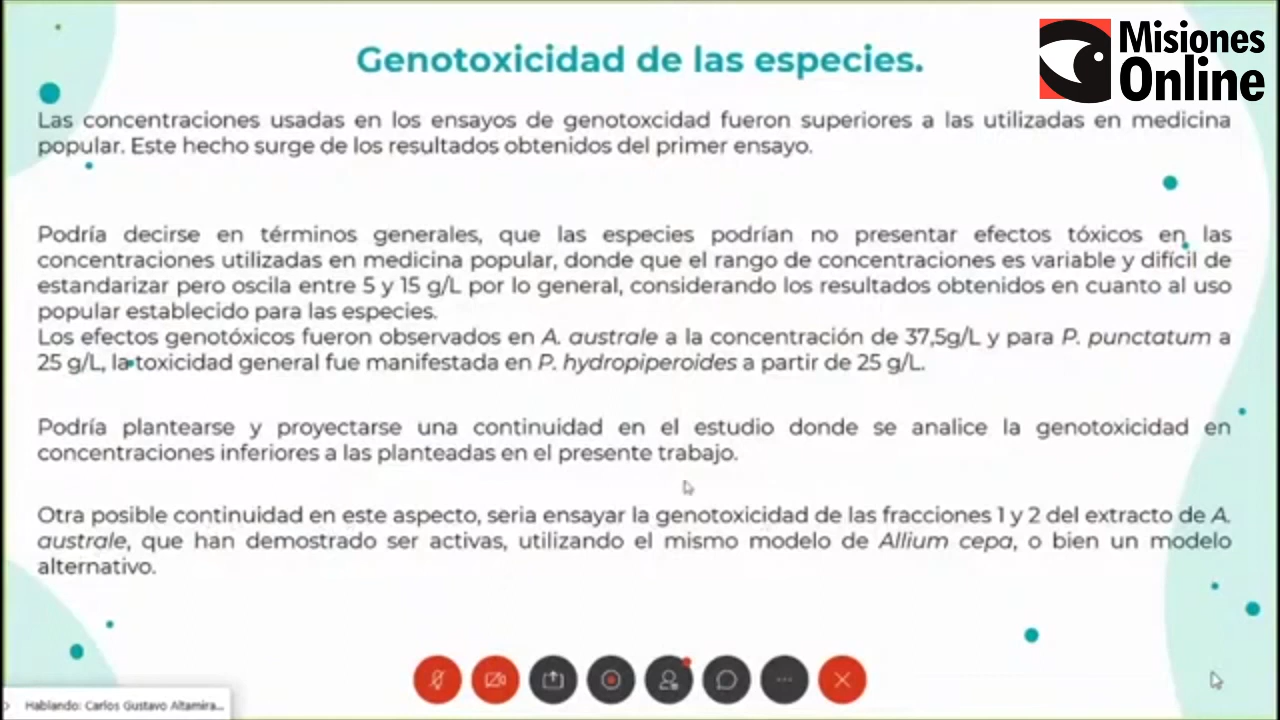 Misiones
Online
Genotoxicidad de las especies.
Las concentraciones usadas en los ensayos de genotoxcidad fueron superiores a las utilizadas en medicina
popular. Este hecho surge de los resultados obtenidos del primer ensayo.
Podría decirse en términos generales, que las especies podrían no presentar efectos tóxicos en las
concentraciones utilizadas en medicina popular, donde que el rango de concentraciones es variable y difícil de
estandarizar pero oscila entre 5 y 15 g/L por lo general, considerando los resultados obtenidos en cuanto al uso
popular establecido para las especies.
Los efectos genotóxicos fueron observados en A. australe a la concentración de 37,5g/L y para P. punctatum a
25 g/L, la toxicidad general fue manifestada en P. hydropiperoides a partir de 25 g/L.
Podría plantearse y proyectarse una continuidad en el estudio donde se analice la genotoxicidad en
concentraciones inferiores a las planteadas en el presente trabajo.
Otra posible continuidad en este aspecto, seria ensayar la genotoxicidad de las fracciones 1 y 2 del extracto de A.
australe, que han demostrado ser activas, utilizando el mismo modelo de Allium cepa, o bien un modelo
alternativo.
Hablando: Carlos Gustavo Altamira...